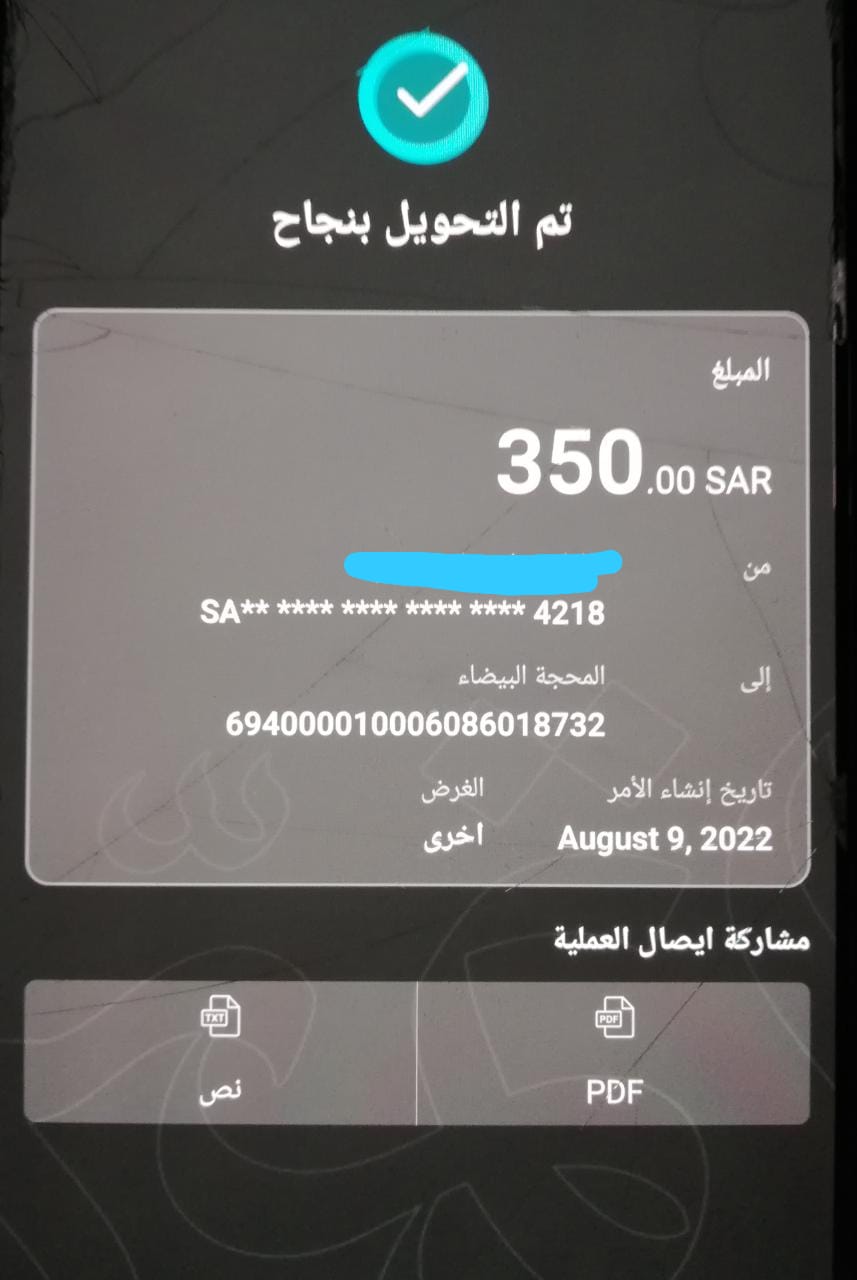 تم التحويل بنجاح
المبلغ
350.00 SAR
من
SA** **** **** **** **** 4218
إلى المحجة البيضاء
694000010006086018732
تاريخ إنشاء الأمر الغرض
August 9, 2022 اخرى
مشاركة ايصال العملية
PDF TXT
PDF نص